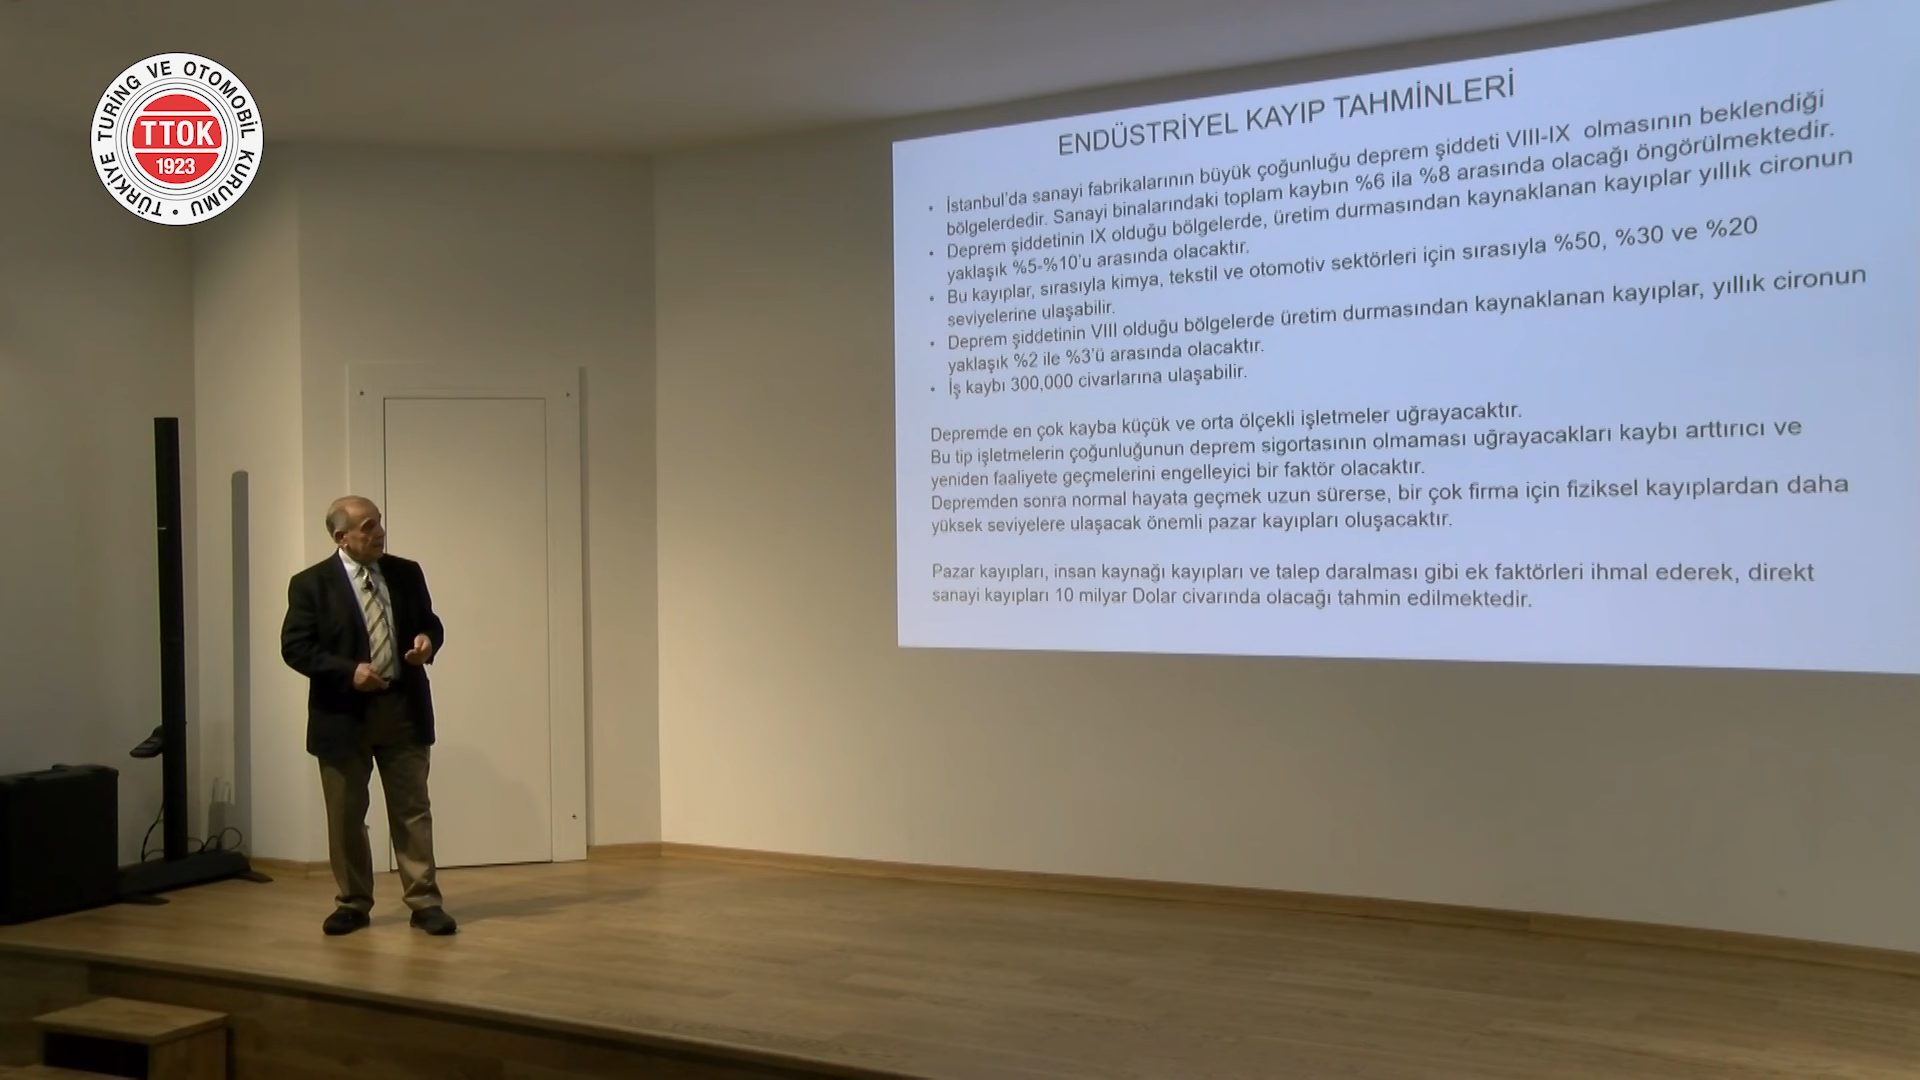 TÜRKİYE TURİNG VE OTOMOBİL KURUMU •
TTOK
1923
ENDÜSTRİYEL KAYIP TAHMİNLERİ
• İstanbul'da sanayi fabrikalarının büyük çoğunluğu deprem şiddeti VIII-IX olmasının beklendiği
bölgelerdedir. Sanayi binalarındaki toplam kaybın %6 ila %8 arasında olacağı öngörülmektedir.
• Deprem şiddetinin IX olduğu bölgelerde, üretim durmasından kaynaklanan kayıplar yıllık cironun
yaklaşık %5-%10'u arasında olacaktır.
• Bu kayıplar, sırasıyla kimya, tekstil ve otomotiv sektörleri için sırasıyla %50, %30 ve %20
seviyelerine ulaşabilir.
• Deprem şiddetinin VIII olduğu bölgelerde üretim durmasından kaynaklanan kayıplar, yıllık cironun
yaklaşık %2 ile %3'ü arasında olacaktır.
• İş kaybı 300,000 civarlarına ulaşabilir.
Depremde en çok kayba küçük ve orta ölçekli işletmeler uğrayacaktır.
Bu tip işletmelerin çoğunluğunun deprem sigortasının olmaması uğrayacakları kaybı arttırıcı ve
yeniden faaliyete geçmelerini engelleyici bir faktör olacaktır.
Depremden sonra normal hayata geçmek uzun sürerse, bir çok firma için fiziksel kayıplardan daha
yüksek seviyelere ulaşacak önemli pazar kayıpları oluşacaktır.
Pazar kayıpları, insan kaynağı kayıpları ve talep daralması gibi ek faktörleri ihmal ederek, direkt
sanayi kayıpları 10 milyar Dolar civarında olacağı tahmin edilmektedir.